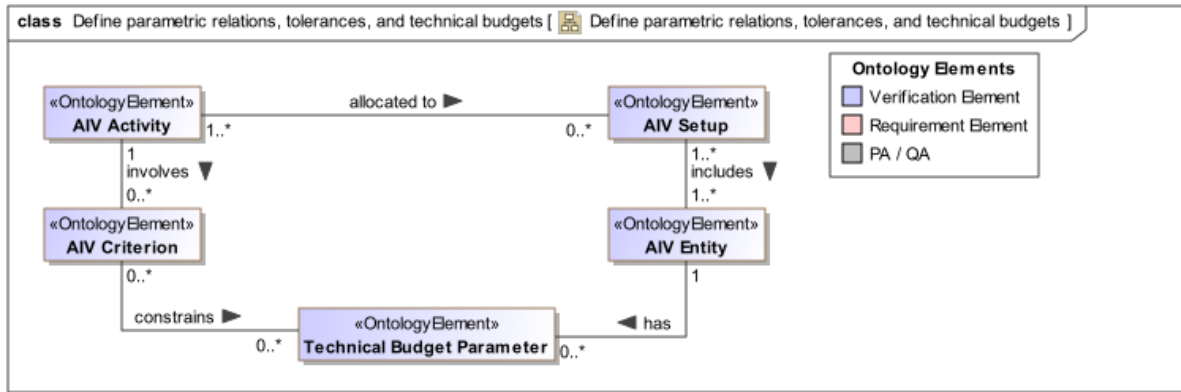 class Define parametric relations, tolerances, and technical budgets [ Define parametric relations, tolerances, and technical budgets ]
Ontology Elements
Verification Element
Requirement Element
PA / QA
«OntologyElement»
AIV Activity
1..*
allocated to
0..*
«OntologyElement»
AIV Setup
1
involves
0..*
1..*
includes
1..*
«OntologyElement»
AIV Criterion
«OntologyElement»
AIV Entity
0..*
constrains
0..*
1
has
0..*
«OntologyElement»
Technical Budget Parameter